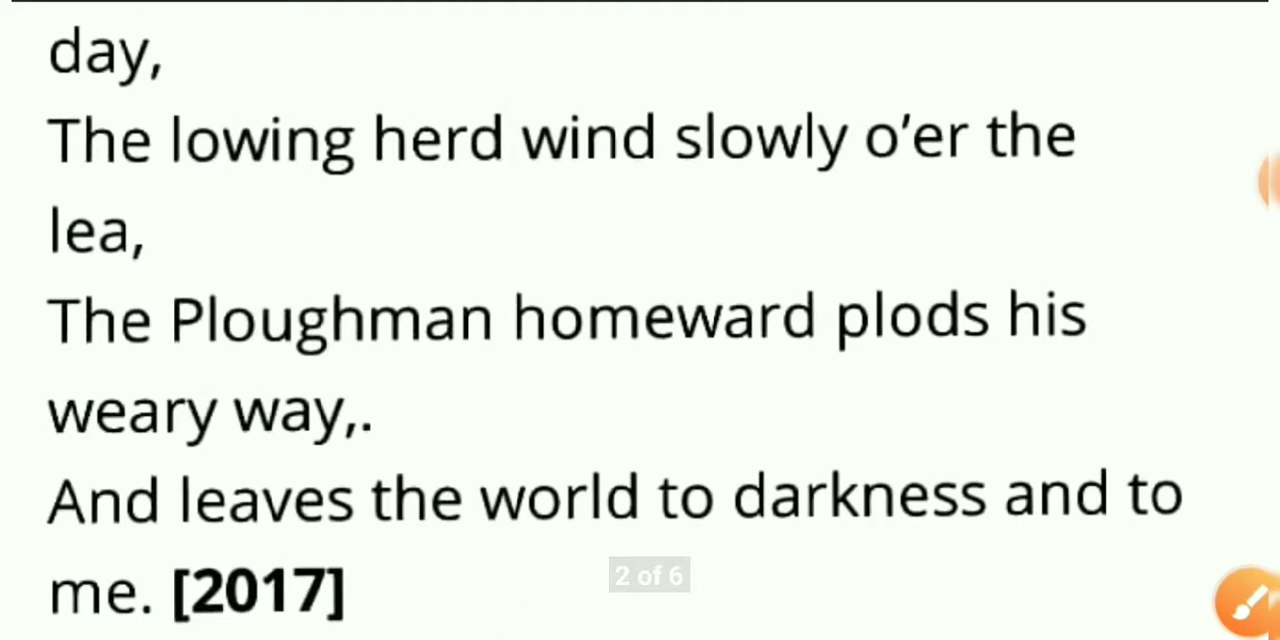 day,
The lowing herd wind slowly o’er the
lea,
The Ploughman homeward plods his
weary way,.
And leaves the world to darkness and to
me. [2017]
2 of 6